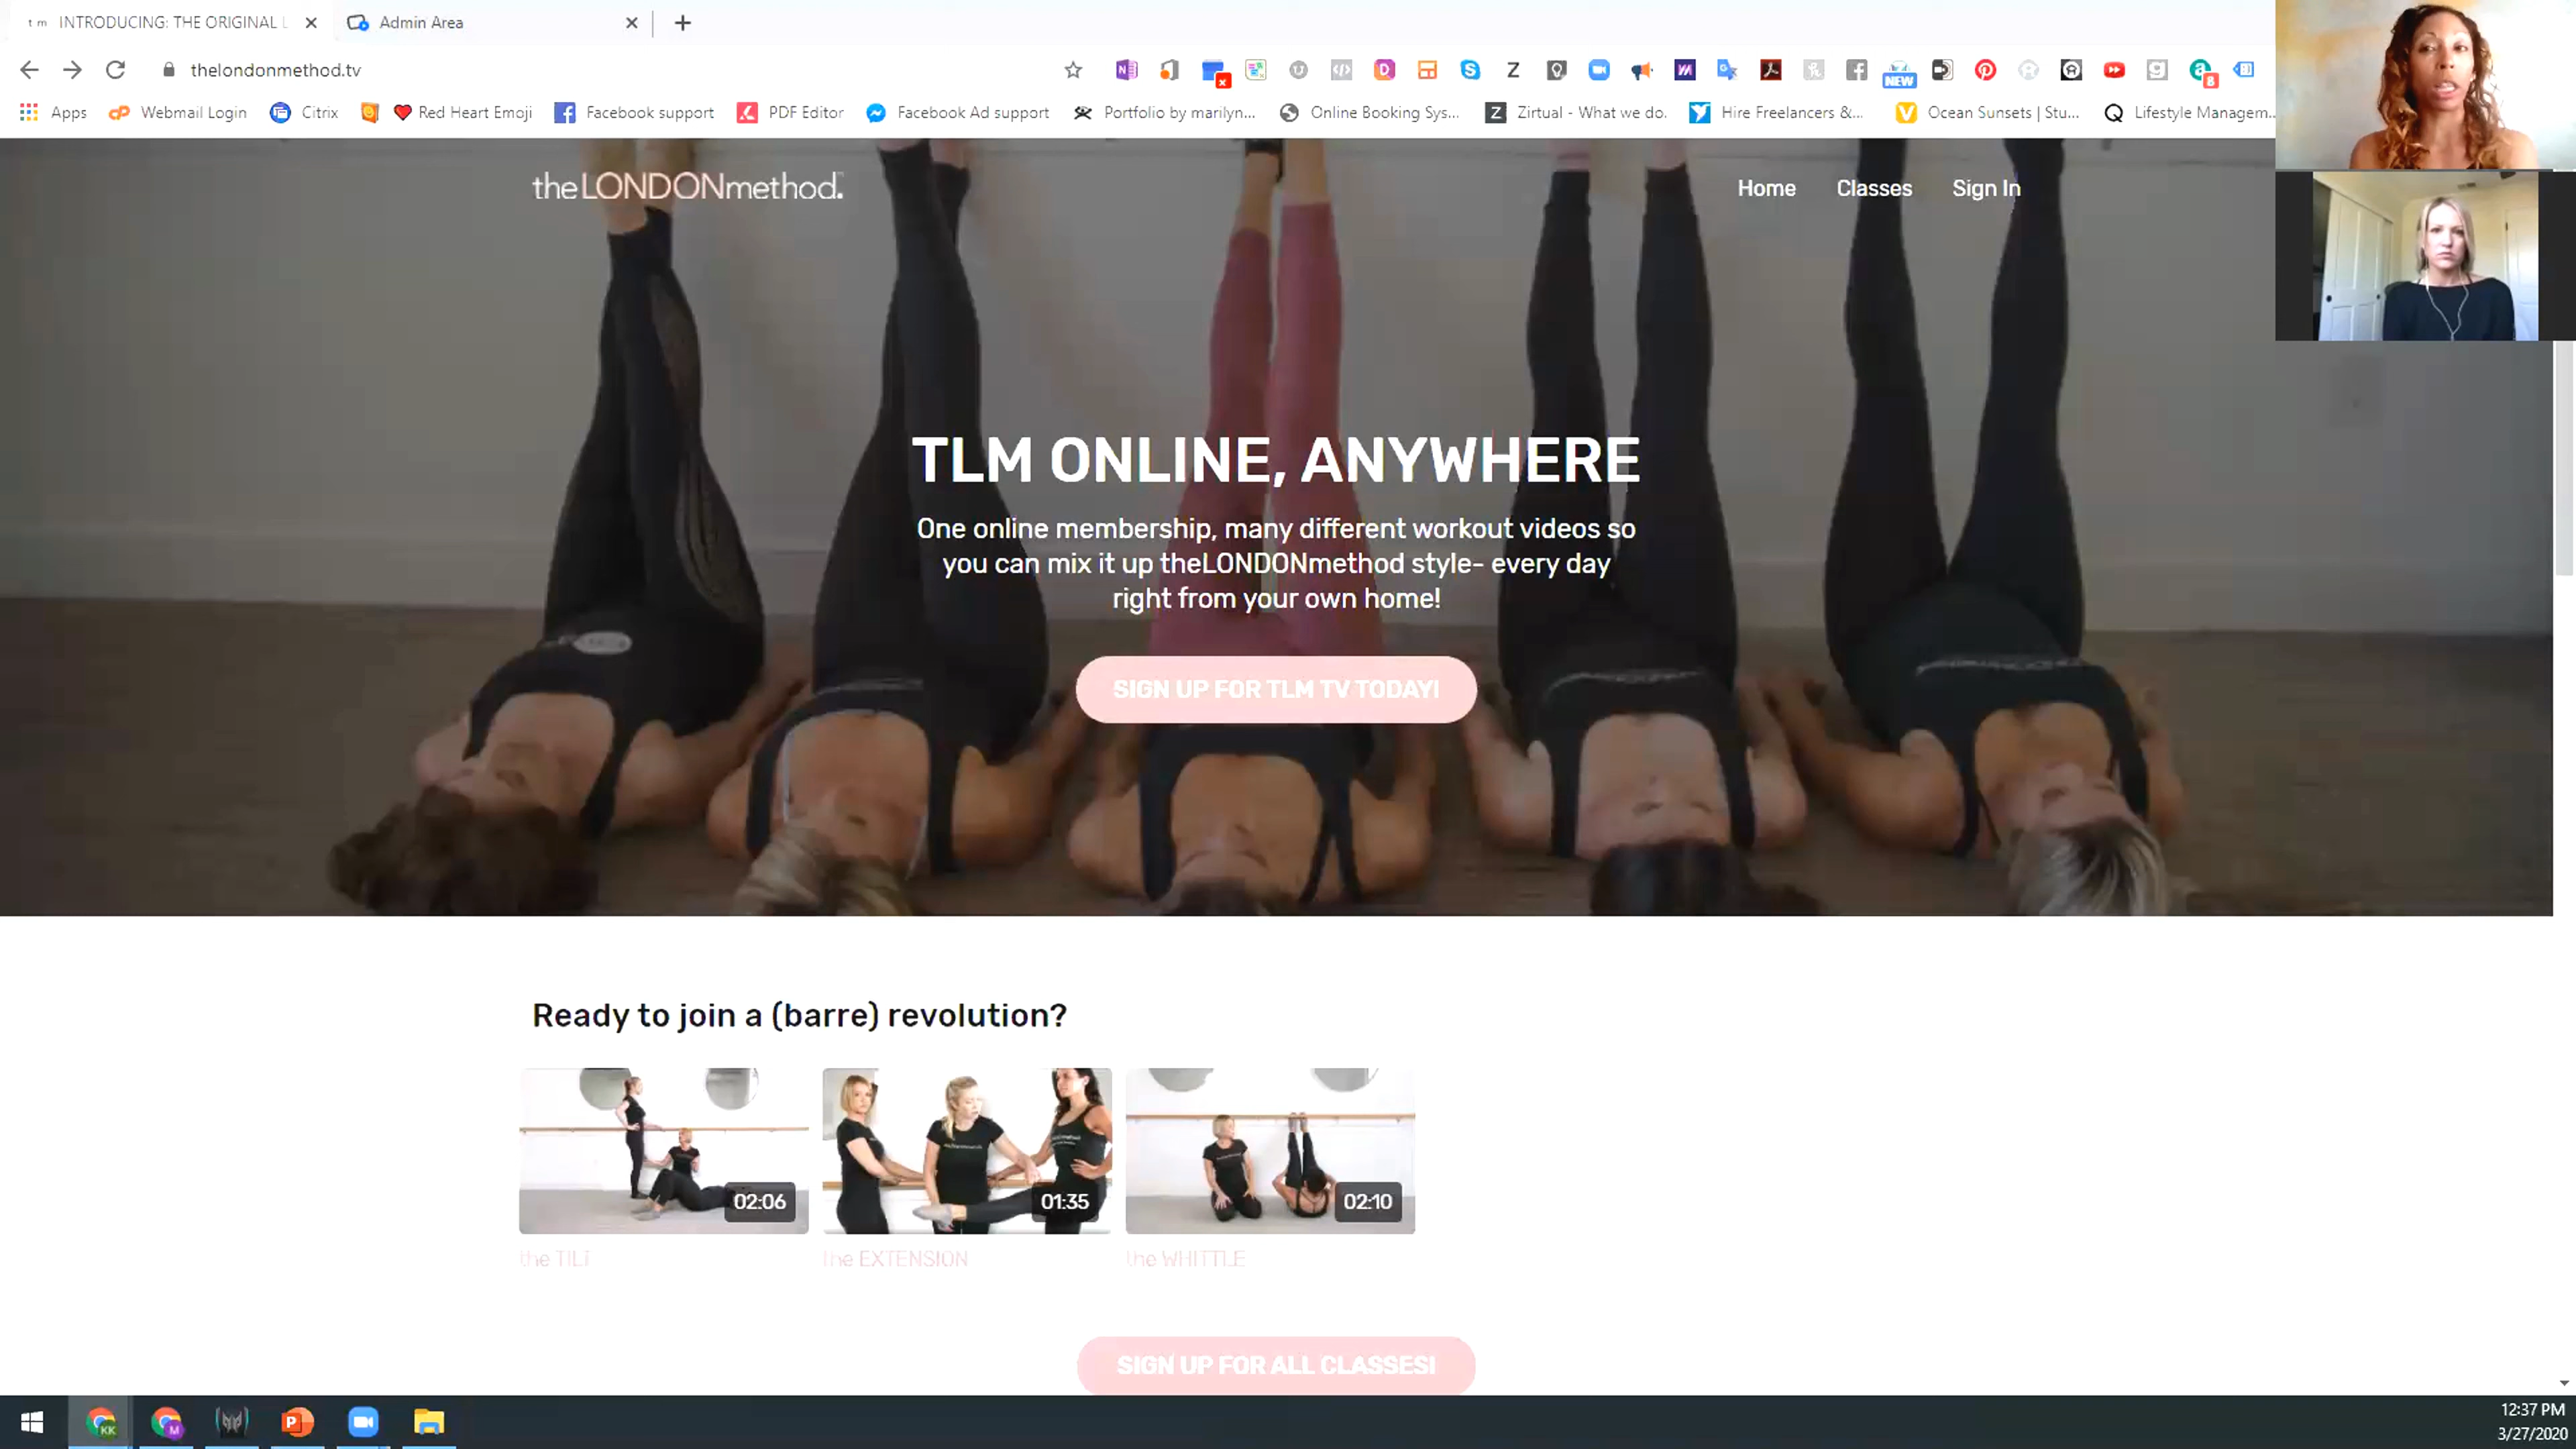 t m INTRODUCING: THE ORIGINAL L
Admin Area
thelondonmethod.tv
NEW
8
Apps
Webmail Login
Citrix
Red Heart Emoji
Facebook support
PDF Editor
Facebook Ad support
Portfolio by marilyn...
Online Booking Sys...
Zirtual - What we do.
Hire Freelancers &...
Ocean Sunsets | Stu...
Lifestyle Managem...
theLONDONmethod.
Home
Classes
Sign In
TLM ONLINE, ANYWHERE
One online membership, many different workout videos so
you can mix it up theLONDONmethod style- every day
right from your own home!
SIGN UP FOR TLM TV TODAY!
Ready to join a (barre) revolution?
02:06
01:35
02:10
the TILT
the EXTENSION
the WHITTLE
SIGN UP FOR ALL CLASSES!
12:37 PM
3/27/2020